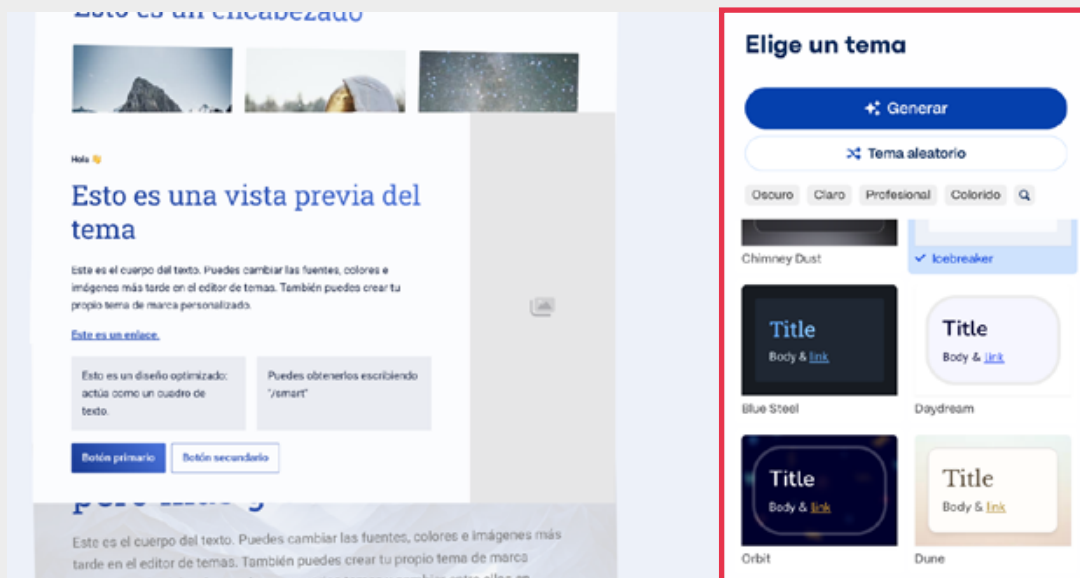 Esto es un encabezado
Hola 👋
Esto es una vista previa del
tema
Este es el cuerpo del texto. Puedes cambiar las fuentes, colores e
imágenes más tarde en el editor de temas. También puedes crear tu
propio tema de marca personalizado.
Este es un enlace.
Esto es un diseño optimizado:
actúa como un cuadro de
texto.
Puedes obtenerlos escribiendo
"/smart"
Botón primario
Botón secundario
Este es el cuerpo del texto. Puedes cambiar las fuentes, colores e imágenes más
tarde en el editor de temas. También puedes crear tu propio tema de marca
Elige un tema
Generar
Tema aleatorio
Oscuro Claro Profesional Colorido
Chimney Dust
Icebreaker
Title
Body & link
Blue Steel
Title
Body & link
Daydream
Title
Body & link
Orbit
Title
Body & link
Dune